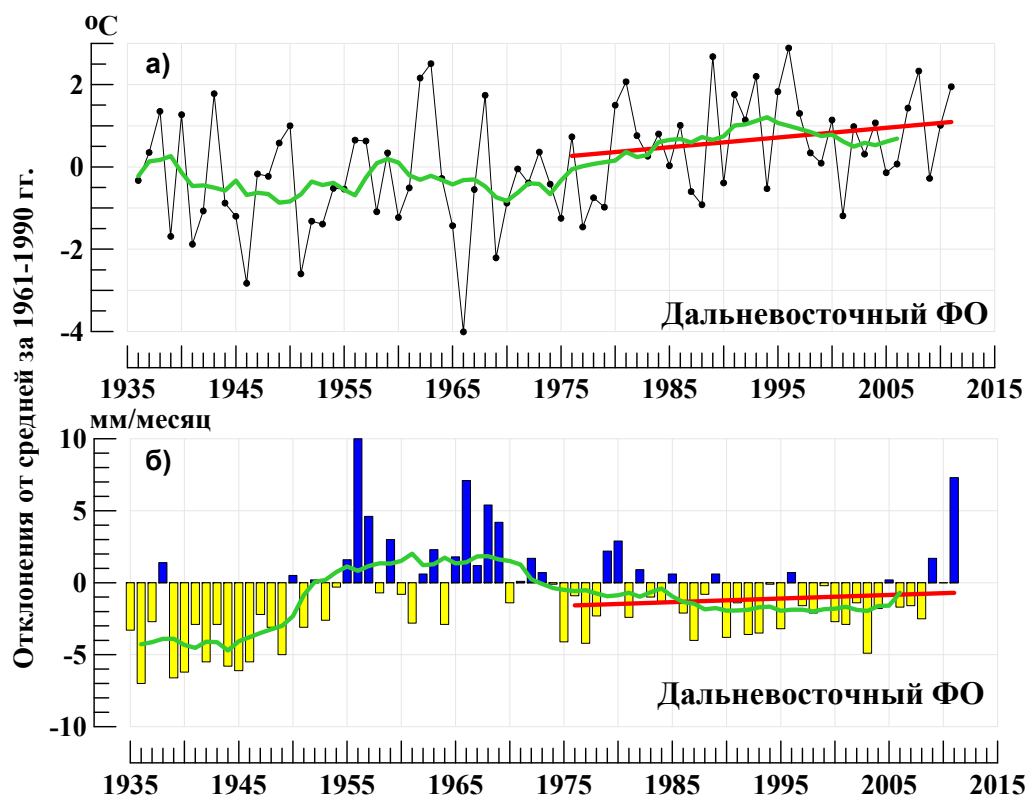 Отклонения от средней за 1961-1990 гг.
oC
а)
2
0
-2
-4
Дальневосточный ФО
1935 1945 1955 1965 1975 1985 1995 2005 2015
мм/месяц
10
б)
5
0
-5
-10
Дальневосточный ФО
1935 1945 1955 1965 1975 1985 1995 2005 2015